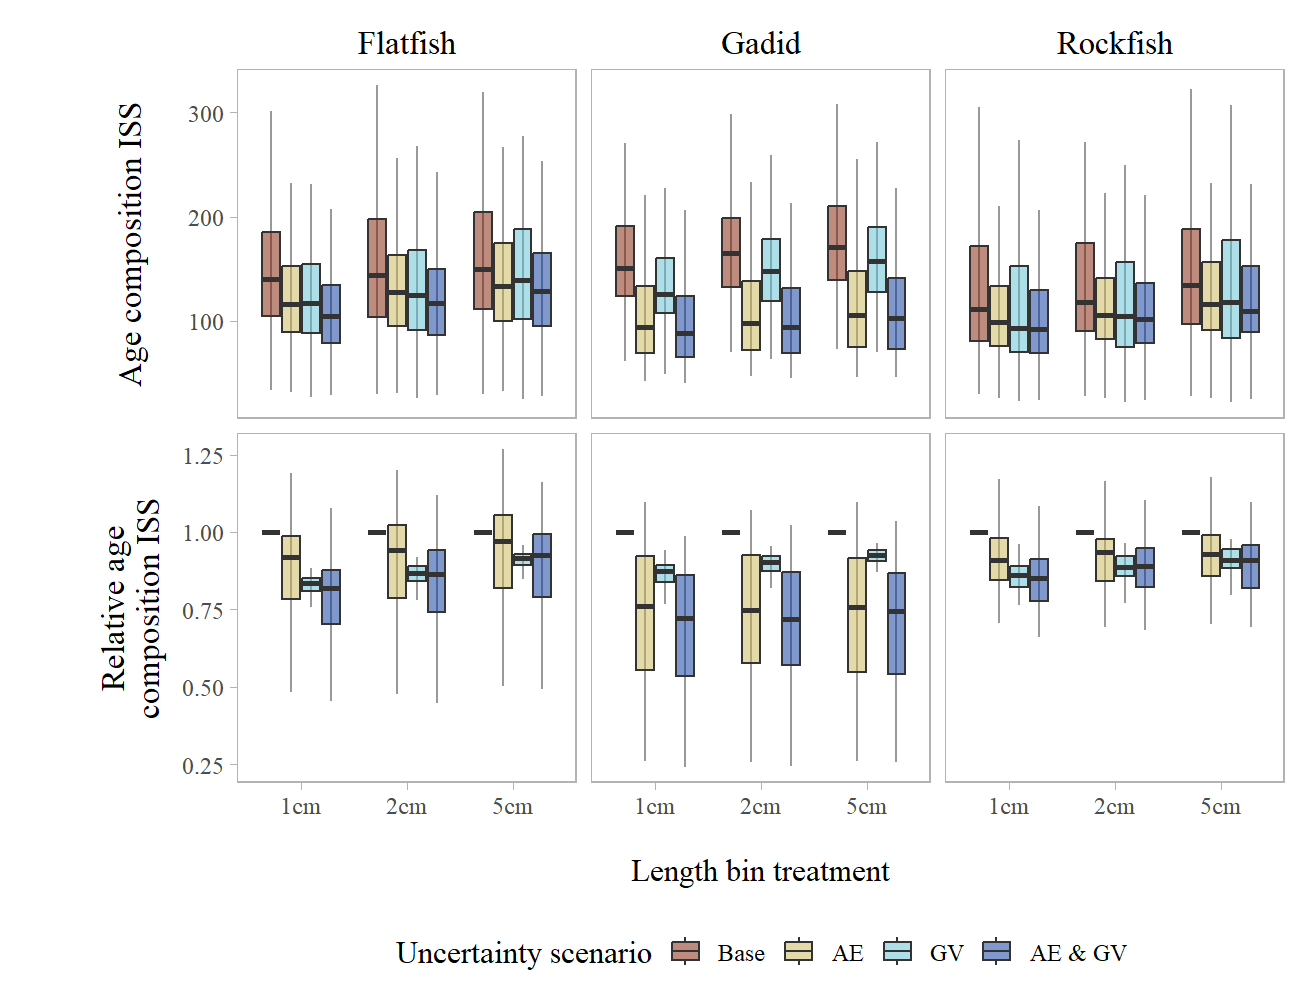 Flatfish Gadid Rockfish
Age composition ISS
300
200
100
Relative age
composition ISS
1.25
1.00
0.75
0.50
0.25
1cm 2cm 5cm 1cm 2cm 5cm 1cm 2cm 5cm
Length bin treatment
Uncertainty scenario Base AE GV AE & GV